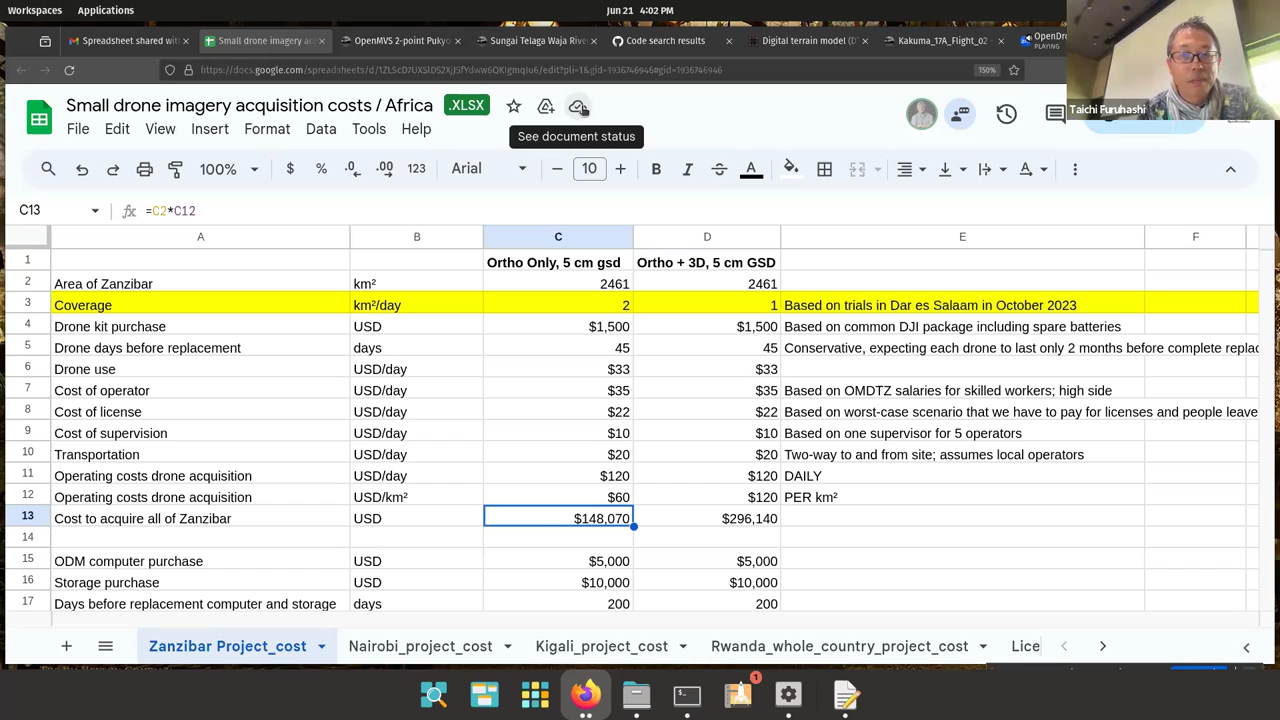 Workspaces Applications Jun 21 4:02 PM
Spreadsheet shared wit Small drone imagery ac OpenMVS 2-point Pukyo Sungai Telaga Waja Rive Code search results Digital terrain model (DT Kakuma_17A_Flight_02 OpenDro
PLAYING
150%
Small drone imagery acquisition costs / Africa .XLSX
File Edit View Insert Format Data Tools Help
See document status
Taichi Furuhashi
100% $ % .0 .00 123 Arial 10 B I S A
C13 fx =C2*C12
A B C D E F
1 Ortho Only, 5 cm gsd Ortho + 3D, 5 cm GSD
2 Area of Zanzibar km² 2461 2461
3 Coverage km²/day 2 1 Based on trials in Dar es Salaam in October 2023
4 Drone kit purchase USD $1,500 $1,500 Based on common DJI package including spare batteries
5 Drone days before replacement days 45 45 Conservative, expecting each drone to last only 2 months before complete replac
6 Drone use USD/day $33 $33
7 Cost of operator USD/day $35 $35 Based on OMDTZ salaries for skilled workers; high side
8 Cost of license USD/day $22 $22 Based on worst-case scenario that we have to pay for licenses and people leave
9 Cost of supervision USD/day $10 $10 Based on one supervisor for 5 operators
10 Transportation USD/day $20 $20 Two-way to and from site; assumes local operators
11 Operating costs drone acquisition USD/day $120 $120 DAILY
12 Operating costs drone acquisition USD/km² $60 $120 PER km²
13 Cost to acquire all of Zanzibar USD $148,070 $296,140
14
15 ODM computer purchase USD $5,000 $5,000
16 Storage purchase USD $10,000 $10,000
17 Days before replacement computer and storage days 200 200
Zanzibar Project_cost Nairobi_project_cost Kigali_project_cost Rwanda_whole_country_project_cost Lice
1